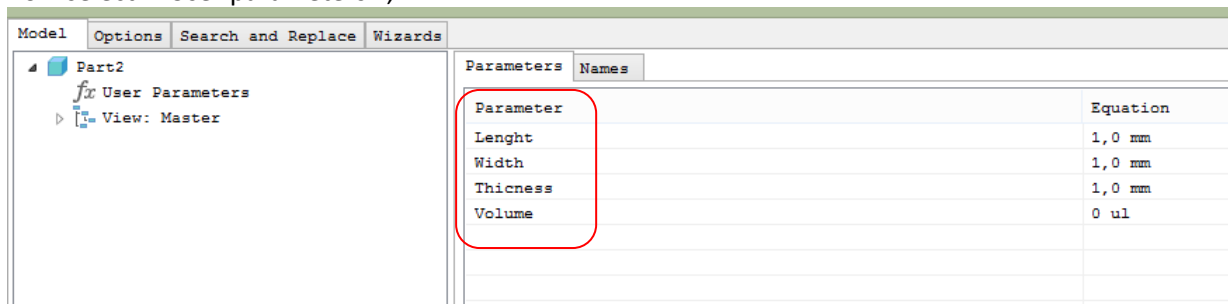 Model Options Search and Replace Wizards
Part2
fx User Parameters
View: Master
Parameters Names
Parameter Equation
Lenght 1,0 mm
Width 1,0 mm
Thicness 1,0 mm
Volume 0 ul